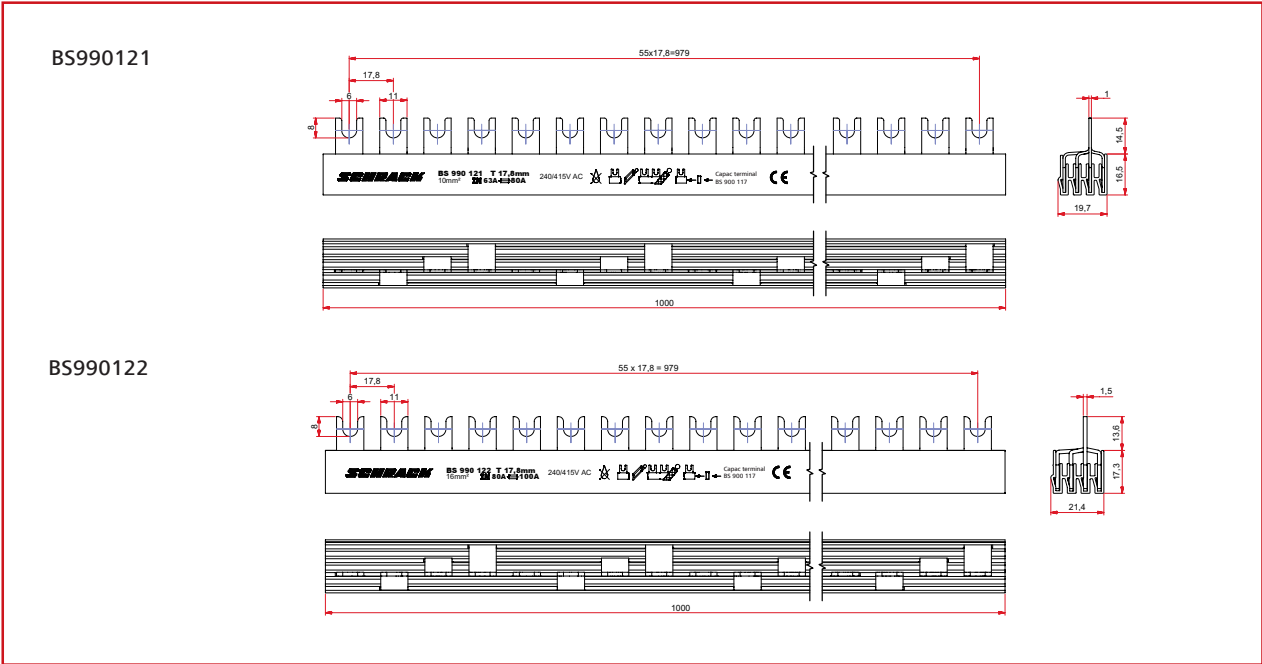 BS990121
55x17,8=979
17,8
6
11
8
1
14,5
16,5
19,7
SCHRACK
BS 990 121 T 17,8mm
10mm² 63A 80A
240/415V AC
Capac terminal
BS 900 117
CE
1000
BS990122
55 x 17,8 = 979
17,8
6
11
8
1,5
13,6
17,3
21,4
SCHRACK
BS 990 122 T 17,8mm
16mm² 80A 100A
240/415V AC
Capac terminal
BS 900 117
CE
1000